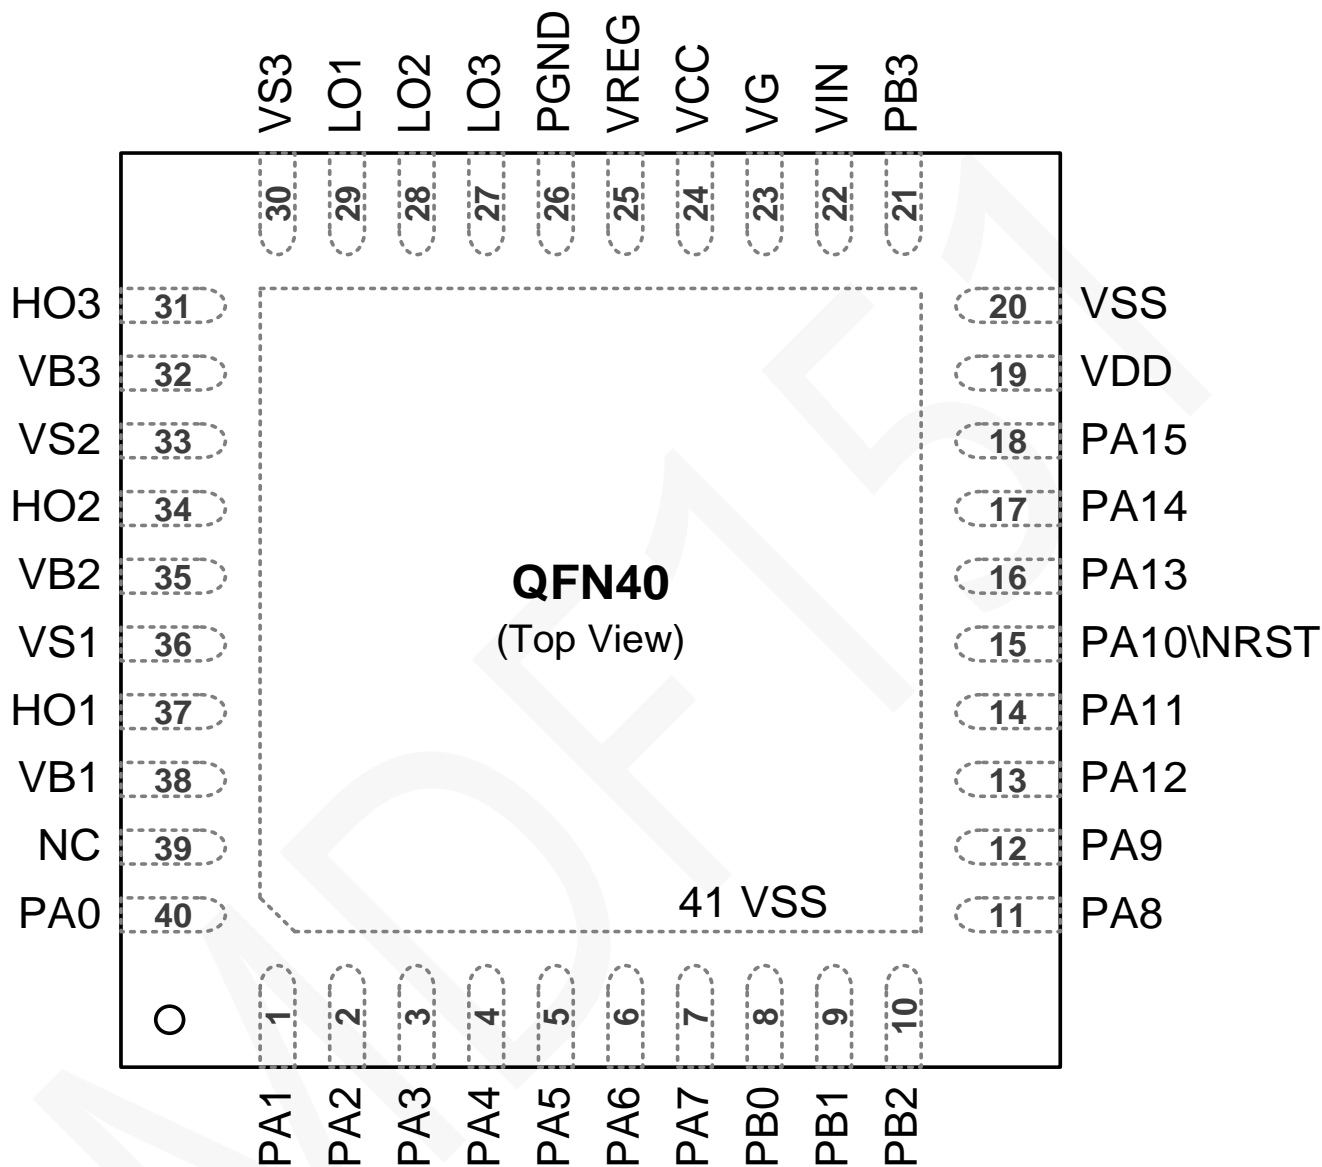 VS3 LO1 LO2 LO3 PGND VREG VCC VG VIN PB3
30 29 28 27 26 25 24 23 22 21
HO3 31 20 VSS
VB3 32 19 VDD
VS2 33 18 PA15
HO2 34 17 PA14
VB2 35 16 PA13
VS1 36 15 PA10\NRST
HO1 37 14 PA11
VB1 38 13 PA12
NC 39 12 PA9
PA0 40 11 PA8
QFN40
(Top View)
41 VSS
1 2 3 4 5 6 7 8 9 10
PA1 PA2 PA3 PA4 PA5 PA6 PA7 PB0 PB1 PB2
MDF151